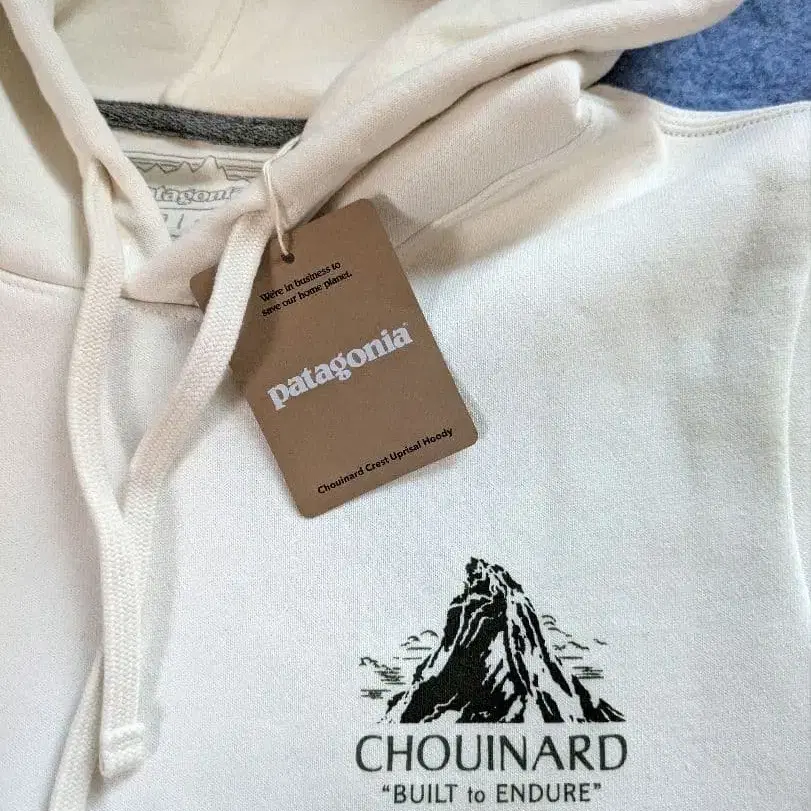 We're in business to
save our home planet.
patagonia®
Chouinard Crest Uprisal Hoody
CHOUINARD
“BUILT to ENDURE”